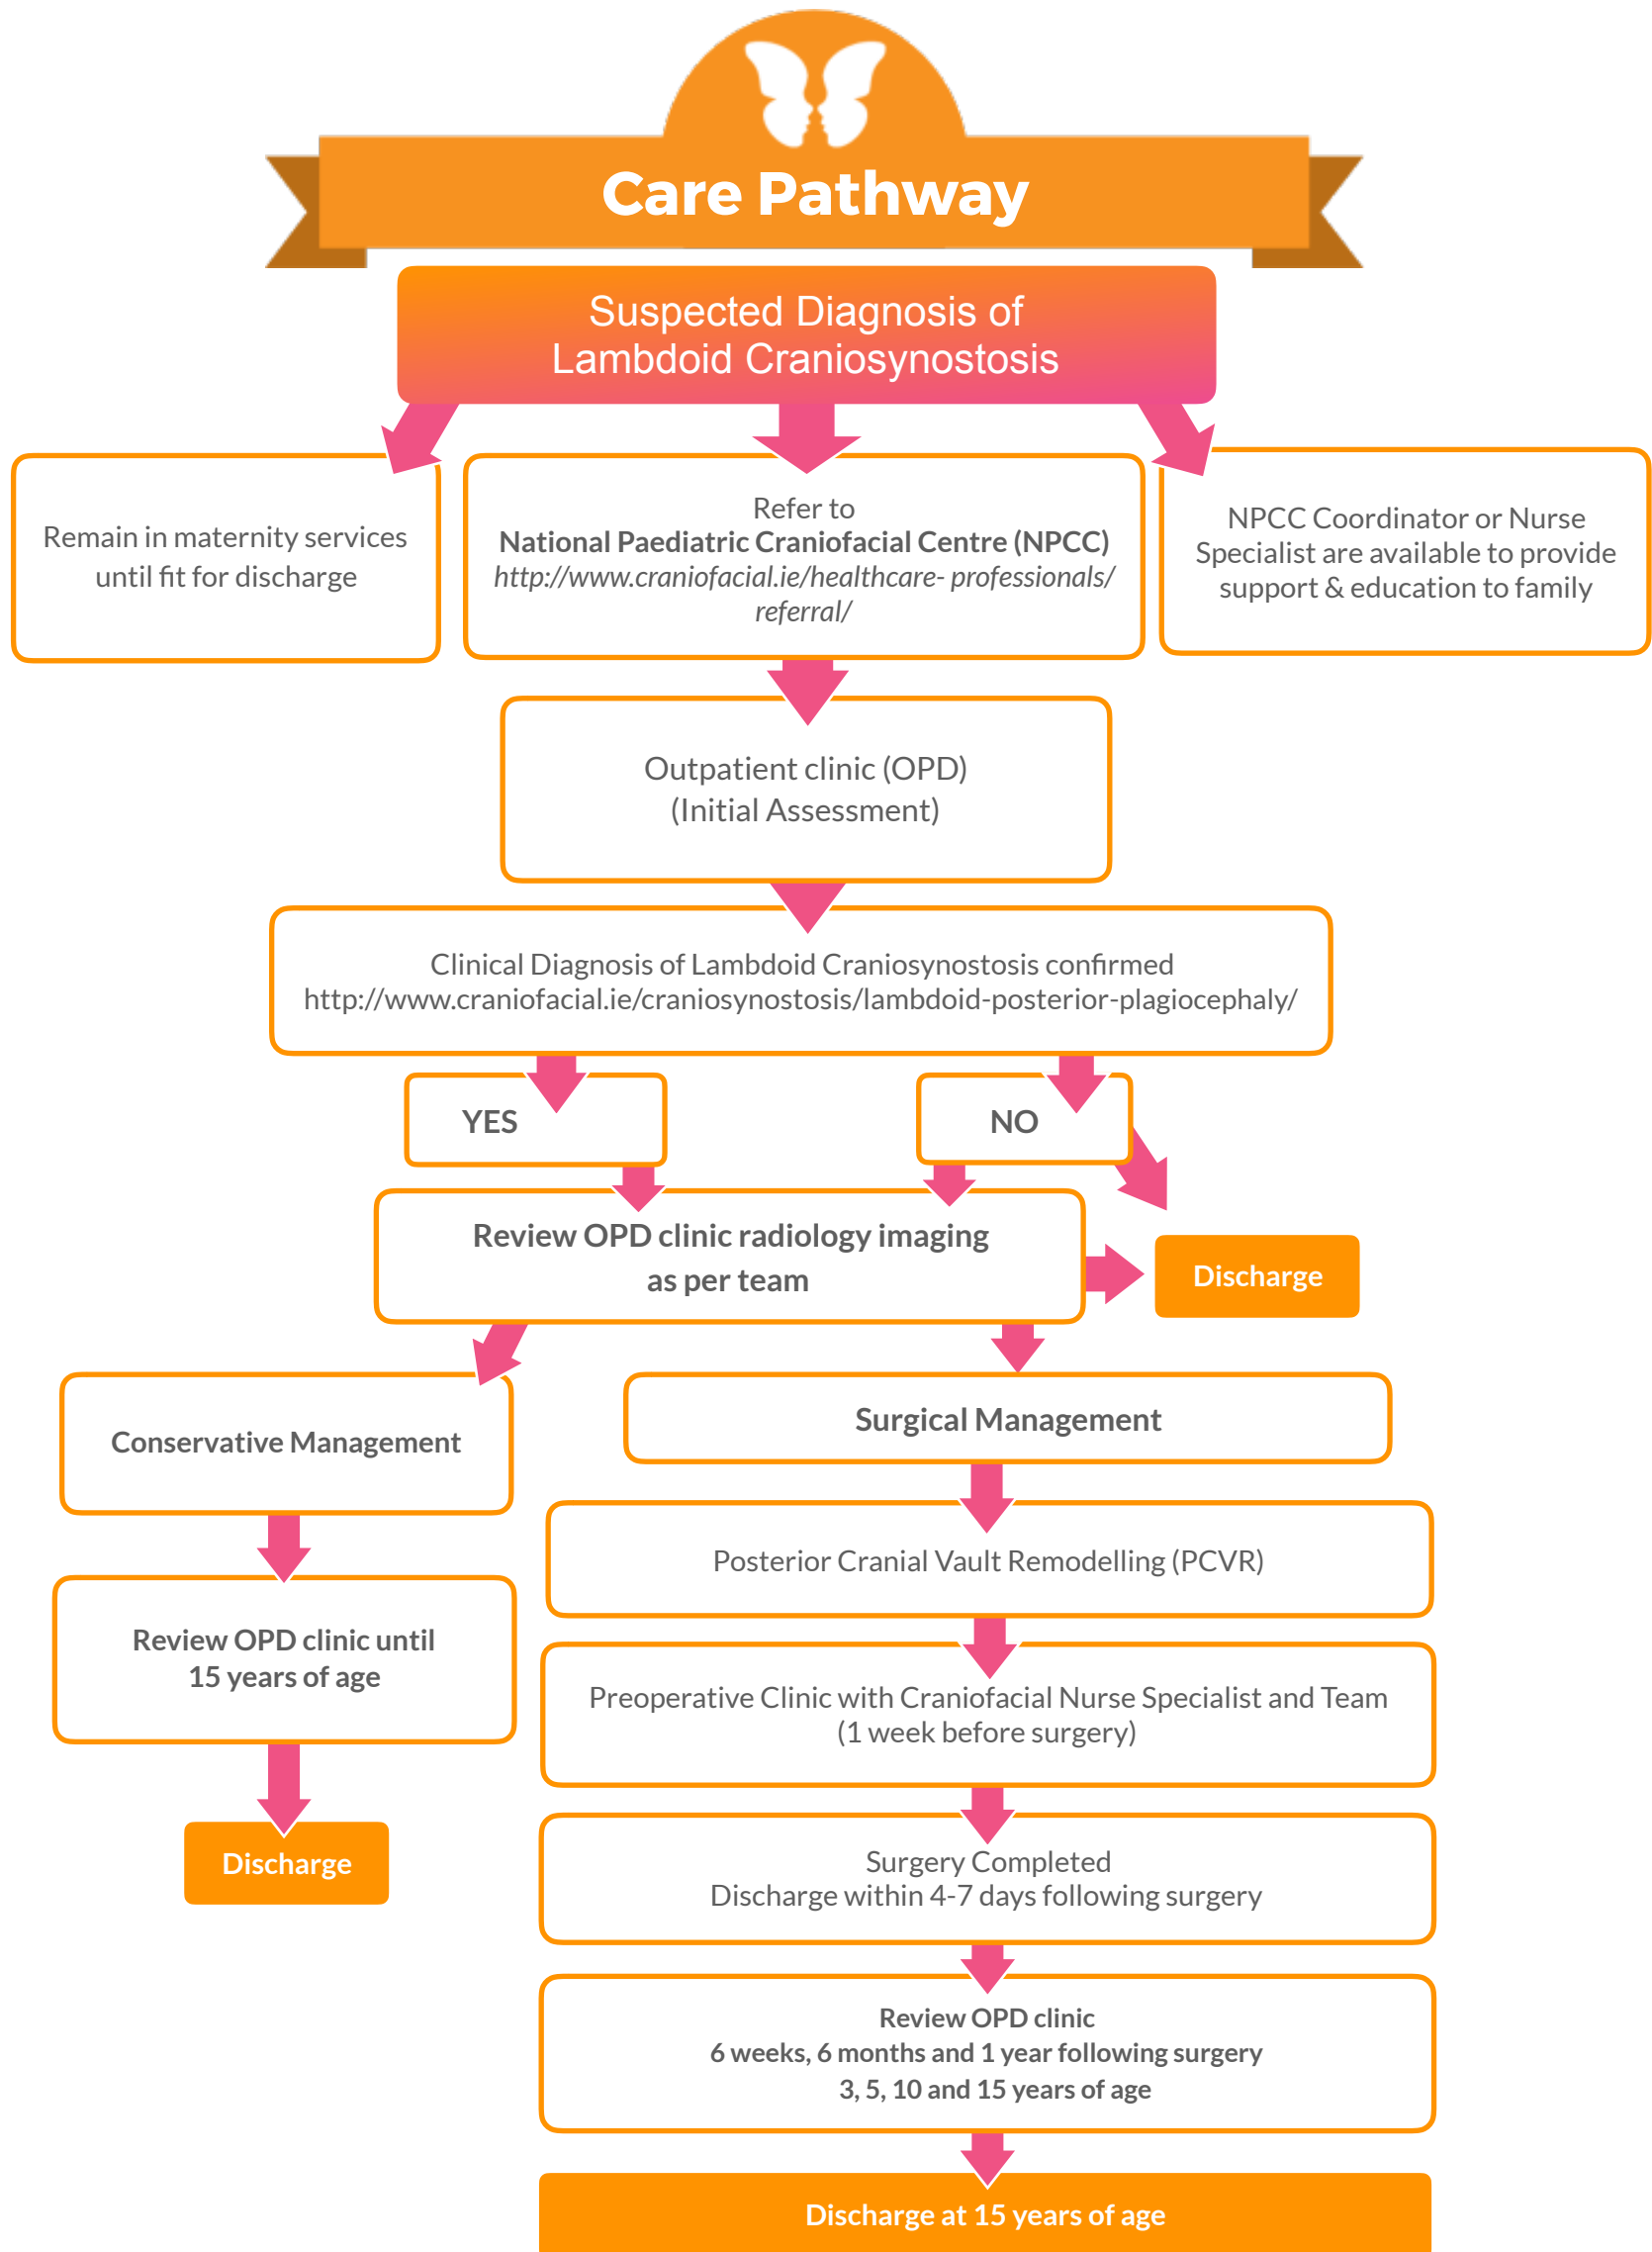 Care Pathway
Suspected Diagnosis of
Lambdoid Craniosynostosis
Remain in maternity services
until fit for discharge
Refer to
National Paediatric Craniofacial Centre (NPCC)
http://www.craniofacial.ie/healthcare- professionals/
referral/
NPCC Coordinator or Nurse
Specialist are available to provide
support & education to family
Outpatient clinic (OPD)
(Initial Assessment)
Clinical Diagnosis of Lambdoid Craniosynostosis confirmed
http://www.craniofacial.ie/craniosynostosis/lambdoid-posterior-plagiocephaly/
YES
NO
Review OPD clinic radiology imaging
as per team
Discharge
Conservative Management
Surgical Management
Posterior Cranial Vault Remodelling (PCVR)
Review OPD clinic until
15 years of age
Preoperative Clinic with Craniofacial Nurse Specialist and Team
(1 week before surgery)
Discharge
Surgery Completed
Discharge within 4-7 days following surgery
Review OPD clinic
6 weeks, 6 months and 1 year following surgery
3, 5, 10 and 15 years of age
Discharge at 15 years of age